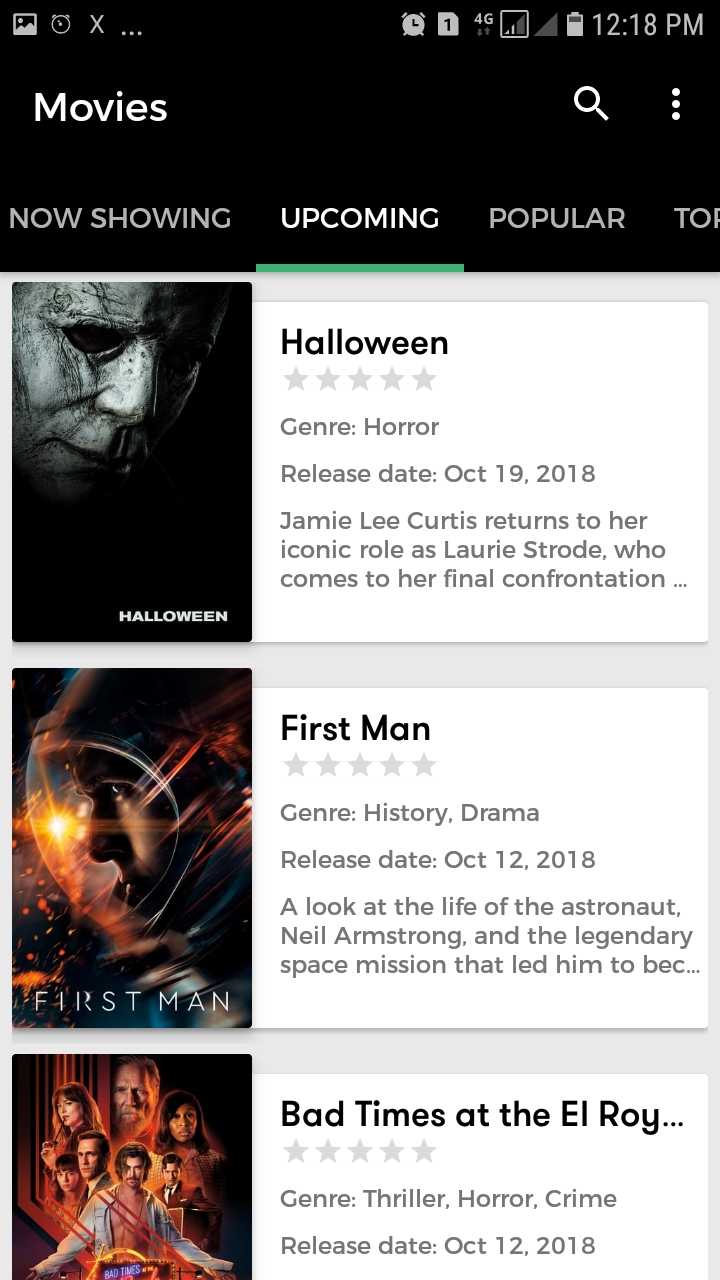 X ... 1 4G 12:18 PM
Movies
NOW SHOWING UPCOMING POPULAR TOP
Halloween
Genre: Horror
Release date: Oct 19, 2018
Jamie Lee Curtis returns to her
iconic role as Laurie Strode, who
comes to her final confrontation ...
HALLOWEEN
First Man
Genre: History, Drama
Release date: Oct 12, 2018
A look at the life of the astronaut,
Neil Armstrong, and the legendary
space mission that led him to bec...
FIRST MAN
Bad Times at the El Roy...
Genre: Thriller, Horror, Crime
Release date: Oct 12, 2018
BAD TIMES AT THE